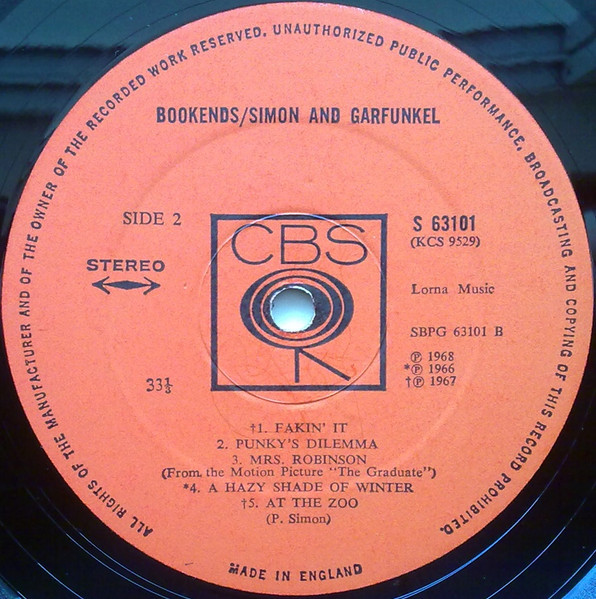 ALL RIGHTS OF THE MANUFACTURER AND OF THE OWNER OF THE RECORDED WORK RESERVED. UNAUTHORIZED PUBLIC PERFORMANCE, BROADCASTING AND COPYING OF THIS RECORD PROHIBITED.
BOOKENDS/SIMON AND GARFUNKEL
SIDE 2
STEREO
33⅓
CBS
S 63101
(KCS 9529)
Lorna Music
SBPG 63101 B
℗ 1968
*℗ 1966
†℗ 1967
†1. FAKIN' IT
2. PUNKY'S DILEMMA
3. MRS. ROBINSON
(From the Motion Picture "The Graduate")
*4. A HAZY SHADE OF WINTER
†5. AT THE ZOO
(P. Simon)
MADE IN ENGLAND